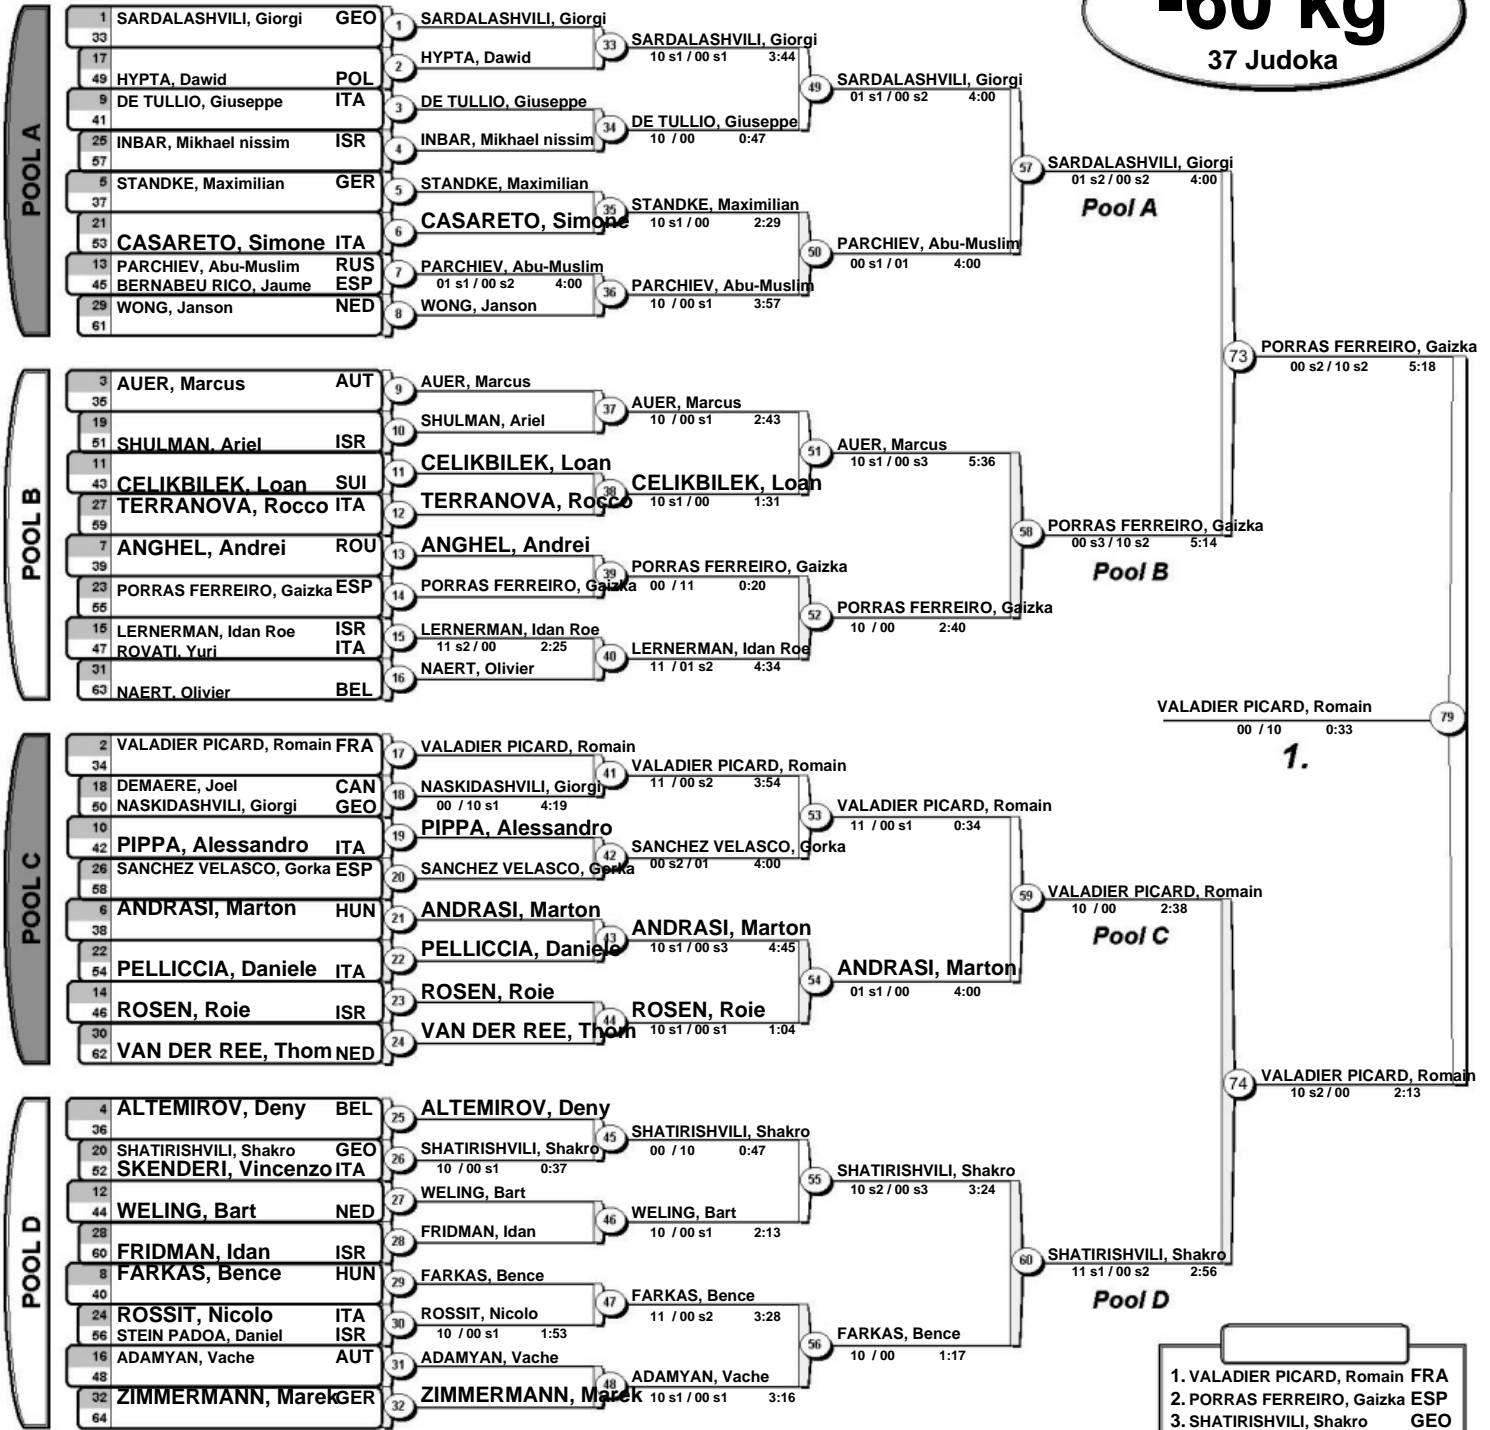 -60 kg
37 Judoka
POOL A
1 SARDALASHVILI, Giorgi GEO
33
17
49 HYPTA, Dawid POL
9 DE TULLIO, Giuseppe ITA
41
25 INBAR, Mikhael nissim ISR
57
5 STANDKE, Maximilian GER
37
21
53 CASARETO, Simone ITA
13 PARCHIEV, Abu-Muslim RUS
45 BERNABEU RICO, Jaume ESP
29 WONG, Janson NED
61
1 SARDALASHVILI, Giorgi
2 HYPTA, Dawid
3 DE TULLIO, Giuseppe
4 INBAR, Mikhael nissim
5 STANDKE, Maximilian
6 CASARETO, Simone
7 PARCHIEV, Abu-Muslim
01 s1 / 00 s2 4:00
8 WONG, Janson
33 SARDALASHVILI, Giorgi
10 s1 / 00 s1 3:44
34 DE TULLIO, Giuseppe
10 / 00 0:47
35 STANDKE, Maximilian
10 s1 / 00 2:29
36 PARCHIEV, Abu-Muslim
10 / 00 s1 3:57
49 SARDALASHVILI, Giorgi
01 s1 / 00 s2 4:00
50 PARCHIEV, Abu-Muslim
00 s1 / 01 4:00
57 SARDALASHVILI, Giorgi
01 s2 / 00 s2 4:00
Pool A
POOL B
3 AUER, Marcus AUT
35
19
51 SHULMAN, Ariel ISR
11
43 CELIKBILEK, Loan SUI
27 TERRANOVA, Rocco ITA
59
7 ANGHEL, Andrei ROU
39
23 PORRAS FERREIRO, Gaizka ESP
55
15 LERNERMAN, Idan Roe ISR
47 ROVATI, Yuri ITA
31
63 NAERT, Olivier BEL
9 AUER, Marcus
10 SHULMAN, Ariel
11 CELIKBILEK, Loan
12 TERRANOVA, Rocco
13 ANGHEL, Andrei
14 PORRAS FERREIRO, Gaizka
15 LERNERMAN, Idan Roe
11 s2 / 00 2:25
16 NAERT, Olivier
37 AUER, Marcus
10 / 00 s1 2:43
38 CELIKBILEK, Loan
10 s1 / 00 1:31
39 PORRAS FERREIRO, Gaizka
00 / 11 0:20
40 LERNERMAN, Idan Roe
11 / 01 s2 4:34
51 AUER, Marcus
10 s1 / 00 s3 5:36
52 PORRAS FERREIRO, Gaizka
10 / 00 2:40
58 PORRAS FERREIRO, Gaizka
00 s3 / 10 s2 5:14
Pool B
73 PORRAS FERREIRO, Gaizka
00 s2 / 10 s2 5:18
VALADIER PICARD, Romain 79
00 / 10 0:33
1.
POOL C
2 VALADIER PICARD, Romain FRA
34
18 DEMAERE, Joel CAN
50 NASKIDASHVILI, Giorgi GEO
10
42 PIPPA, Alessandro ITA
26 SANCHEZ VELASCO, Gorka ESP
58
6 ANDRASI, Marton HUN
38
22
54 PELLICCIA, Daniele ITA
14
46 ROSEN, Roie ISR
30
62 VAN DER REE, Thom NED
17 VALADIER PICARD, Romain
18 NASKIDASHVILI, Giorgi
00 / 10 s1 4:19
19 PIPPA, Alessandro
20 SANCHEZ VELASCO, Gorka
21 ANDRASI, Marton
22 PELLICCIA, Daniele
23 ROSEN, Roie
24 VAN DER REE, Thom
41 VALADIER PICARD, Romain
11 / 00 s2 3:54
42 SANCHEZ VELASCO, Gorka
00 s2 / 01 4:00
43 ANDRASI, Marton
10 s1 / 00 s3 4:45
44 ROSEN, Roie
10 s1 / 00 s1 1:04
53 VALADIER PICARD, Romain
11 / 00 s1 0:34
54 ANDRASI, Marton
01 s1 / 00 4:00
59 VALADIER PICARD, Romain
10 / 00 2:38
Pool C
POOL D
4 ALTEMIROV, Deny BEL
36
20 SHATIRISHVILI, Shakro GEO
52 SKENDERI, Vincenzo ITA
12
44 WELING, Bart NED
28
60 FRIDMAN, Idan ISR
8 FARKAS, Bence HUN
40
24 ROSSIT, Nicolo ITA
56 STEIN PADOA, Daniel ISR
16 ADAMYAN, Vache AUT
48
32 ZIMMERMANN, Marek GER
64
25 ALTEMIROV, Deny
26 SHATIRISHVILI, Shakro
10 / 00 s1 0:37
27 WELING, Bart
28 FRIDMAN, Idan
29 FARKAS, Bence
30 ROSSIT, Nicolo
10 / 00 s1 1:53
31 ADAMYAN, Vache
32 ZIMMERMANN, Marek
45 SHATIRISHVILI, Shakro
00 / 10 0:47
46 WELING, Bart
10 / 00 s1 2:13
47 FARKAS, Bence
11 / 00 s2 3:28
48 ADAMYAN, Vache
10 s1 / 00 s1 3:16
55 SHATIRISHVILI, Shakro
10 s2 / 00 s3 3:24
56 FARKAS, Bence
10 / 00 1:17
60 SHATIRISHVILI, Shakro
11 s1 / 00 s2 2:56
Pool D
74 VALADIER PICARD, Romain
10 s2 / 00 2:13
1. VALADIER PICARD, Romain FRA
2. PORRAS FERREIRO, Gaizka ESP
3. SHATIRISHVILI, Shakro GEO